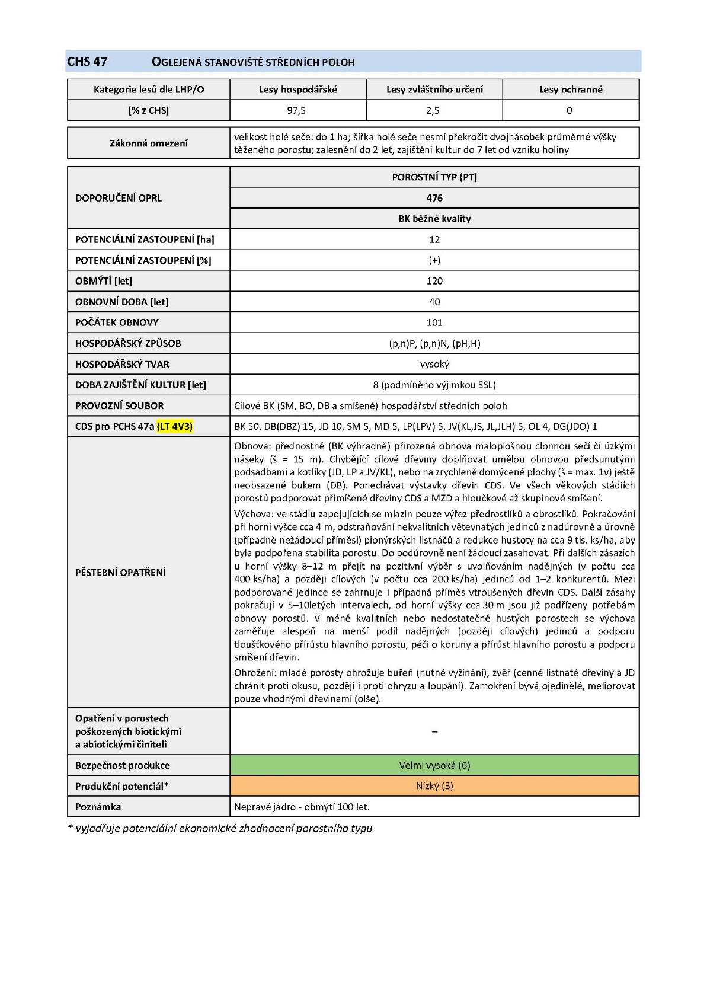 CHS 47 OGLEJENÁ STANOVIŠTĚ STŘEDNÍCH POLOH
Kategorie lesů dle LHP/O Lesy hospodářské Lesy zvláštního určení Lesy ochranné
[% z CHS] 97,5 2,5 0
Zákonná omezení
velikost holé seče: do 1 ha; šířka holé seče nesmí překročit dvojnásobek průměrné výšky
těženého porostu; zalesnění do 2 let, zajištění kultur do 7 let od vzniku holiny
DOPORUČENÍ OPRL
POROSTNÍ TYP (PT)
476
BK běžné kvality
POTENCIÁLNÍ ZASTOUPENÍ [ha] 12
POTENCIÁLNÍ ZASTOUPENÍ [%] (+)
OBMÝTÍ [let] 120
OBNOVNÍ DOBA [let] 40
POČÁTEK OBNOVY 101
HOSPODÁŘSKÝ ZPŮSOB (p,n)P, (p,n)N, (pH,H)
HOSPODÁŘSKÝ TVAR vysoký
DOBA ZAJIŠTĚNÍ KULTUR [let] 8 (podmíněno výjimkou SSL)
PROVOZNÍ SOUBOR Cílové BK (SM, BO, DB a smíšené) hospodářství středních poloh
CDS pro PCHS 47a (LT 4V3) BK 50, DB(DBZ) 15, JD 10, SM 5, MD 5, LP(LPV) 5, JV(KL,JS, JL,JLH) 5, OL 4, DG(JDO) 1
PĚSTEBNÍ OPATŘENÍ
Obnova: přednostně (BK výhradně) přirozená obnova maloplošnou clonnou sečí či úzkými
náseky (š = 15 m). Chybějící cílové dřeviny doplňovat umělou obnovou předsunutými
podsadbami a kotlíky (JD, LP a JV/KL), nebo na zrychleně domýcené plochy (š = max. 1v) ještě
neobsazené bukem (DB). Ponechávat výstavky dřevin CDS. Ve všech věkových stádiích
porostů podporovat přimíšené dřeviny CDS a MZD a hloučkové až skupinové smíšení.
Výchova: ve stádiu zapojujících se mlazin pouze výřez předrostlíků a obrostlíků. Pokračování
při horní výšce cca 4 m, odstraňování nekvalitních větevnatých jedinců z nadúrovně a úrovně
(případně nežádoucí příměsi) pionýrských listnáčů a redukce hustoty na cca 9 tis. ks/ha, aby
byla podpořena stabilita porostu. Do podúrovně není žádoucí zasahovat. Při dalších zásazích
u horní výšky 8–12 m přejít na pozitivní výběr s uvolňováním nadějných (v počtu cca
400 ks/ha) a později cílových (v počtu cca 200 ks/ha) jedinců od 1–2 konkurentů. Mezi
podporované jedince se zahrnuje i případná příměs vtroušených dřevin CDS. Další zásahy
pokračují v 5–10letých intervalech, od horní výšky cca 30 m jsou již podřízeny potřebám
obnovy porostů. V méně kvalitních nebo nedostatečně hustých porostech se výchova
zaměřuje alespoň na menší podíl nadějných (později cílových) jedinců a podporu
tloušťkového přírůstu hlavního porostu, péči o koruny a přírůst hlavního porostu a podporu
smíšení dřevin.
Ohrožení: mladé porosty ohrožuje buřeň (nutné vyžínání), zvěř (cenné listnaté dřeviny a JD
chránit proti okusu, později i proti ohryzu a loupání). Zamokření bývá ojedinělé, meliorovat
pouze vhodnými dřevinami (olše).
Opatření v porostech
poškozených biotickými
a abiotickými činiteli
–
Bezpečnost produkce Velmi vysoká (6)
Produkční potenciál* Nízký (3)
Poznámka Nepravé jádro - obmýtí 100 let.
* vyjadřuje potenciální ekonomické zhodnocení porostního typu